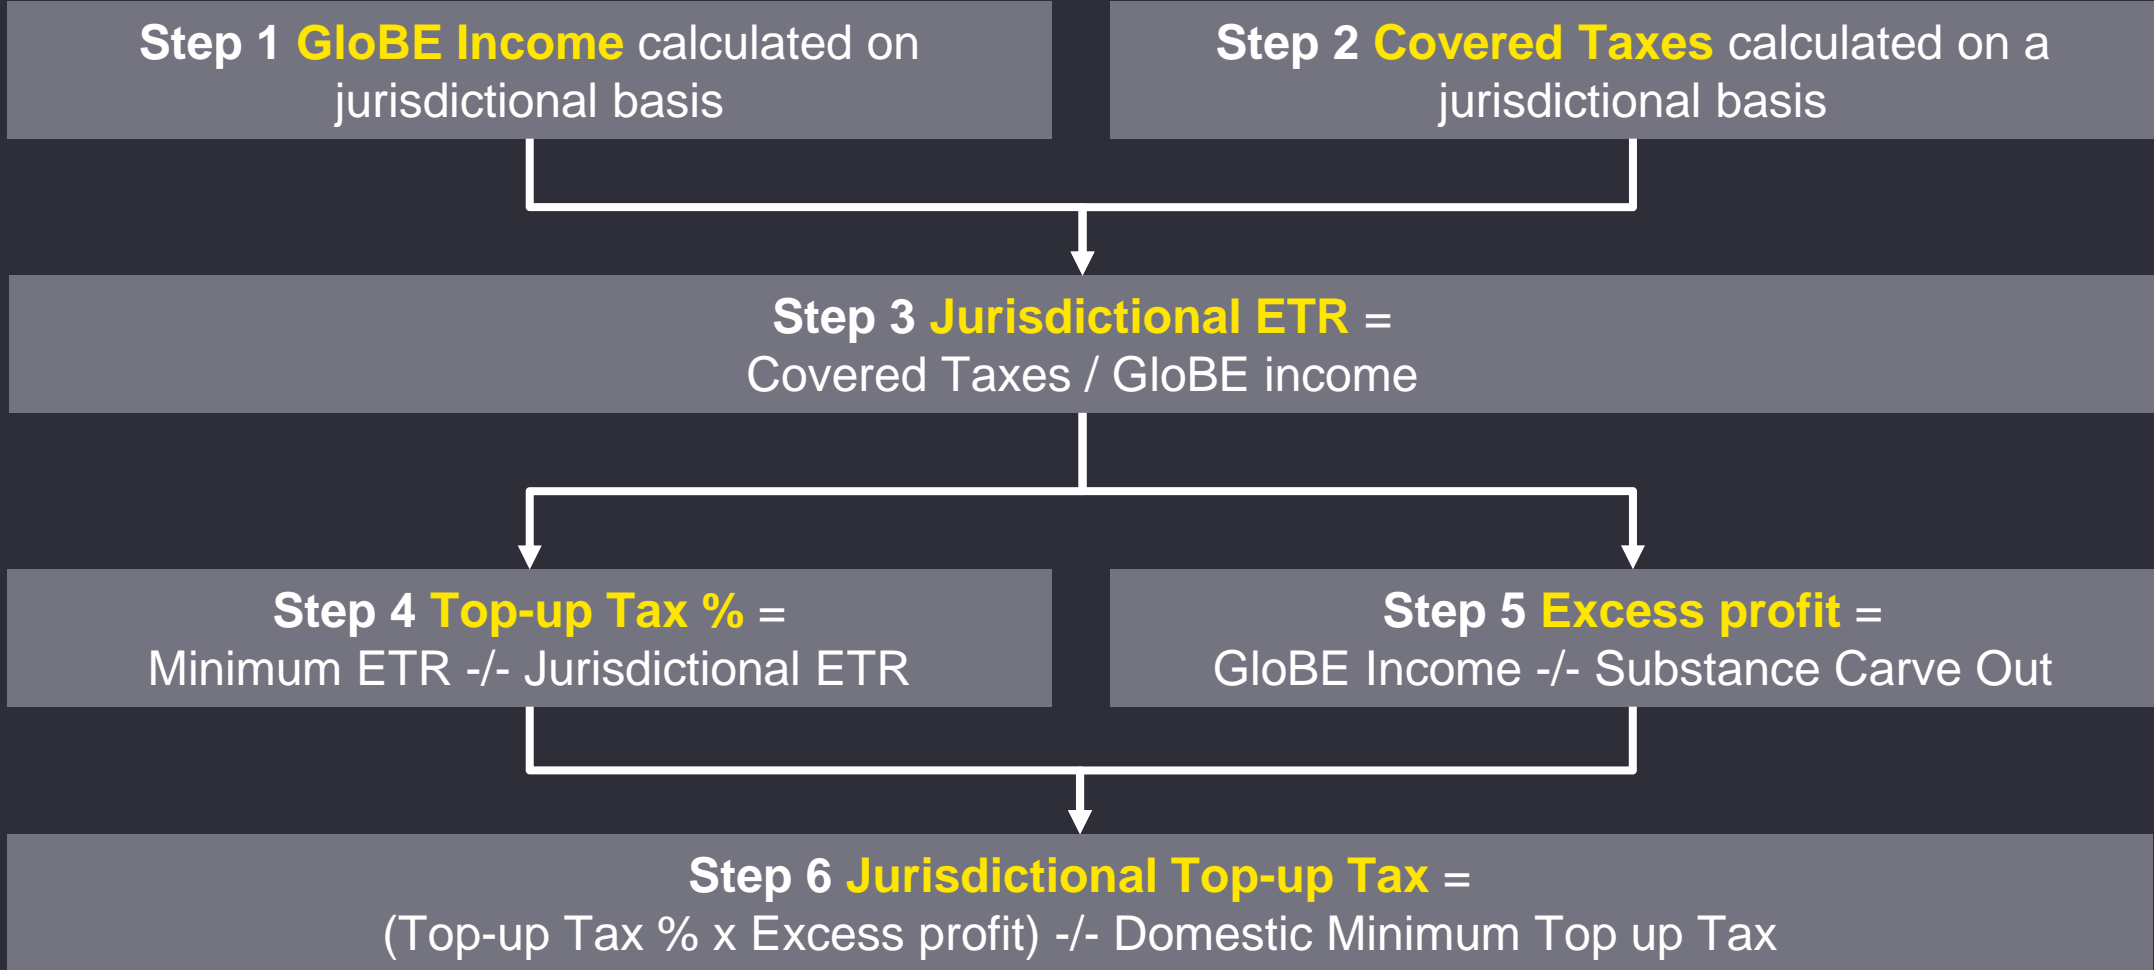 Step 1 GloBE Income calculated on
jurisdictional basis
Step 2 Covered Taxes calculated on a
jurisdictional basis
Step 3 Jurisdictional ETR =
Covered Taxes / GloBE income
Step 4 Top-up Tax % =
Minimum ETR -/- Jurisdictional ETR
Step 5 Excess profit =
GloBE Income -/- Substance Carve Out
Step 6 Jurisdictional Top-up Tax =
(Top-up Tax % x Excess profit) -/- Domestic Minimum Top up Tax